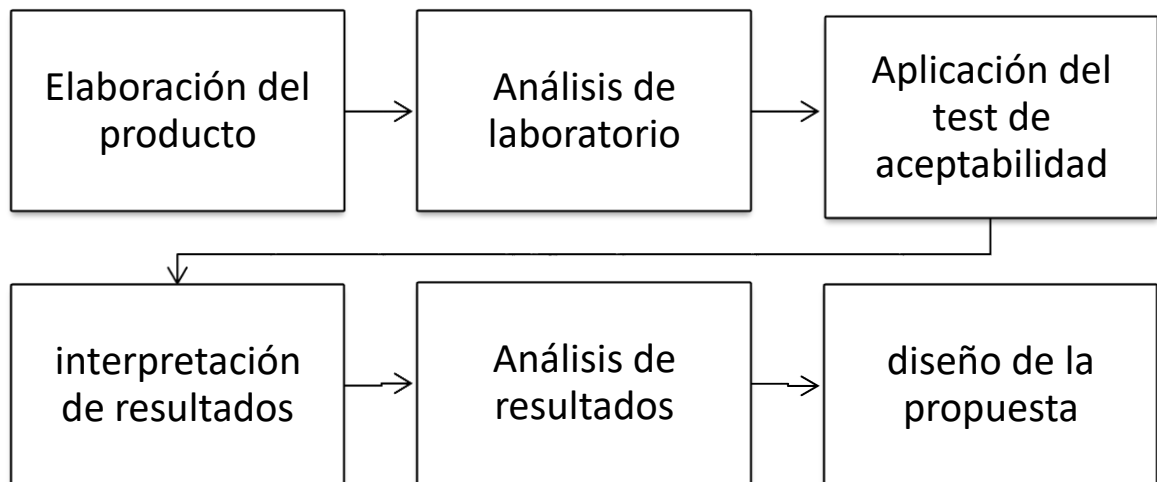 Elaboración del
producto
Análisis de
laboratorio
Aplicación del
test de
aceptabilidad
interpretación
de resultados
Análisis de
resultados
diseño de la
propuesta